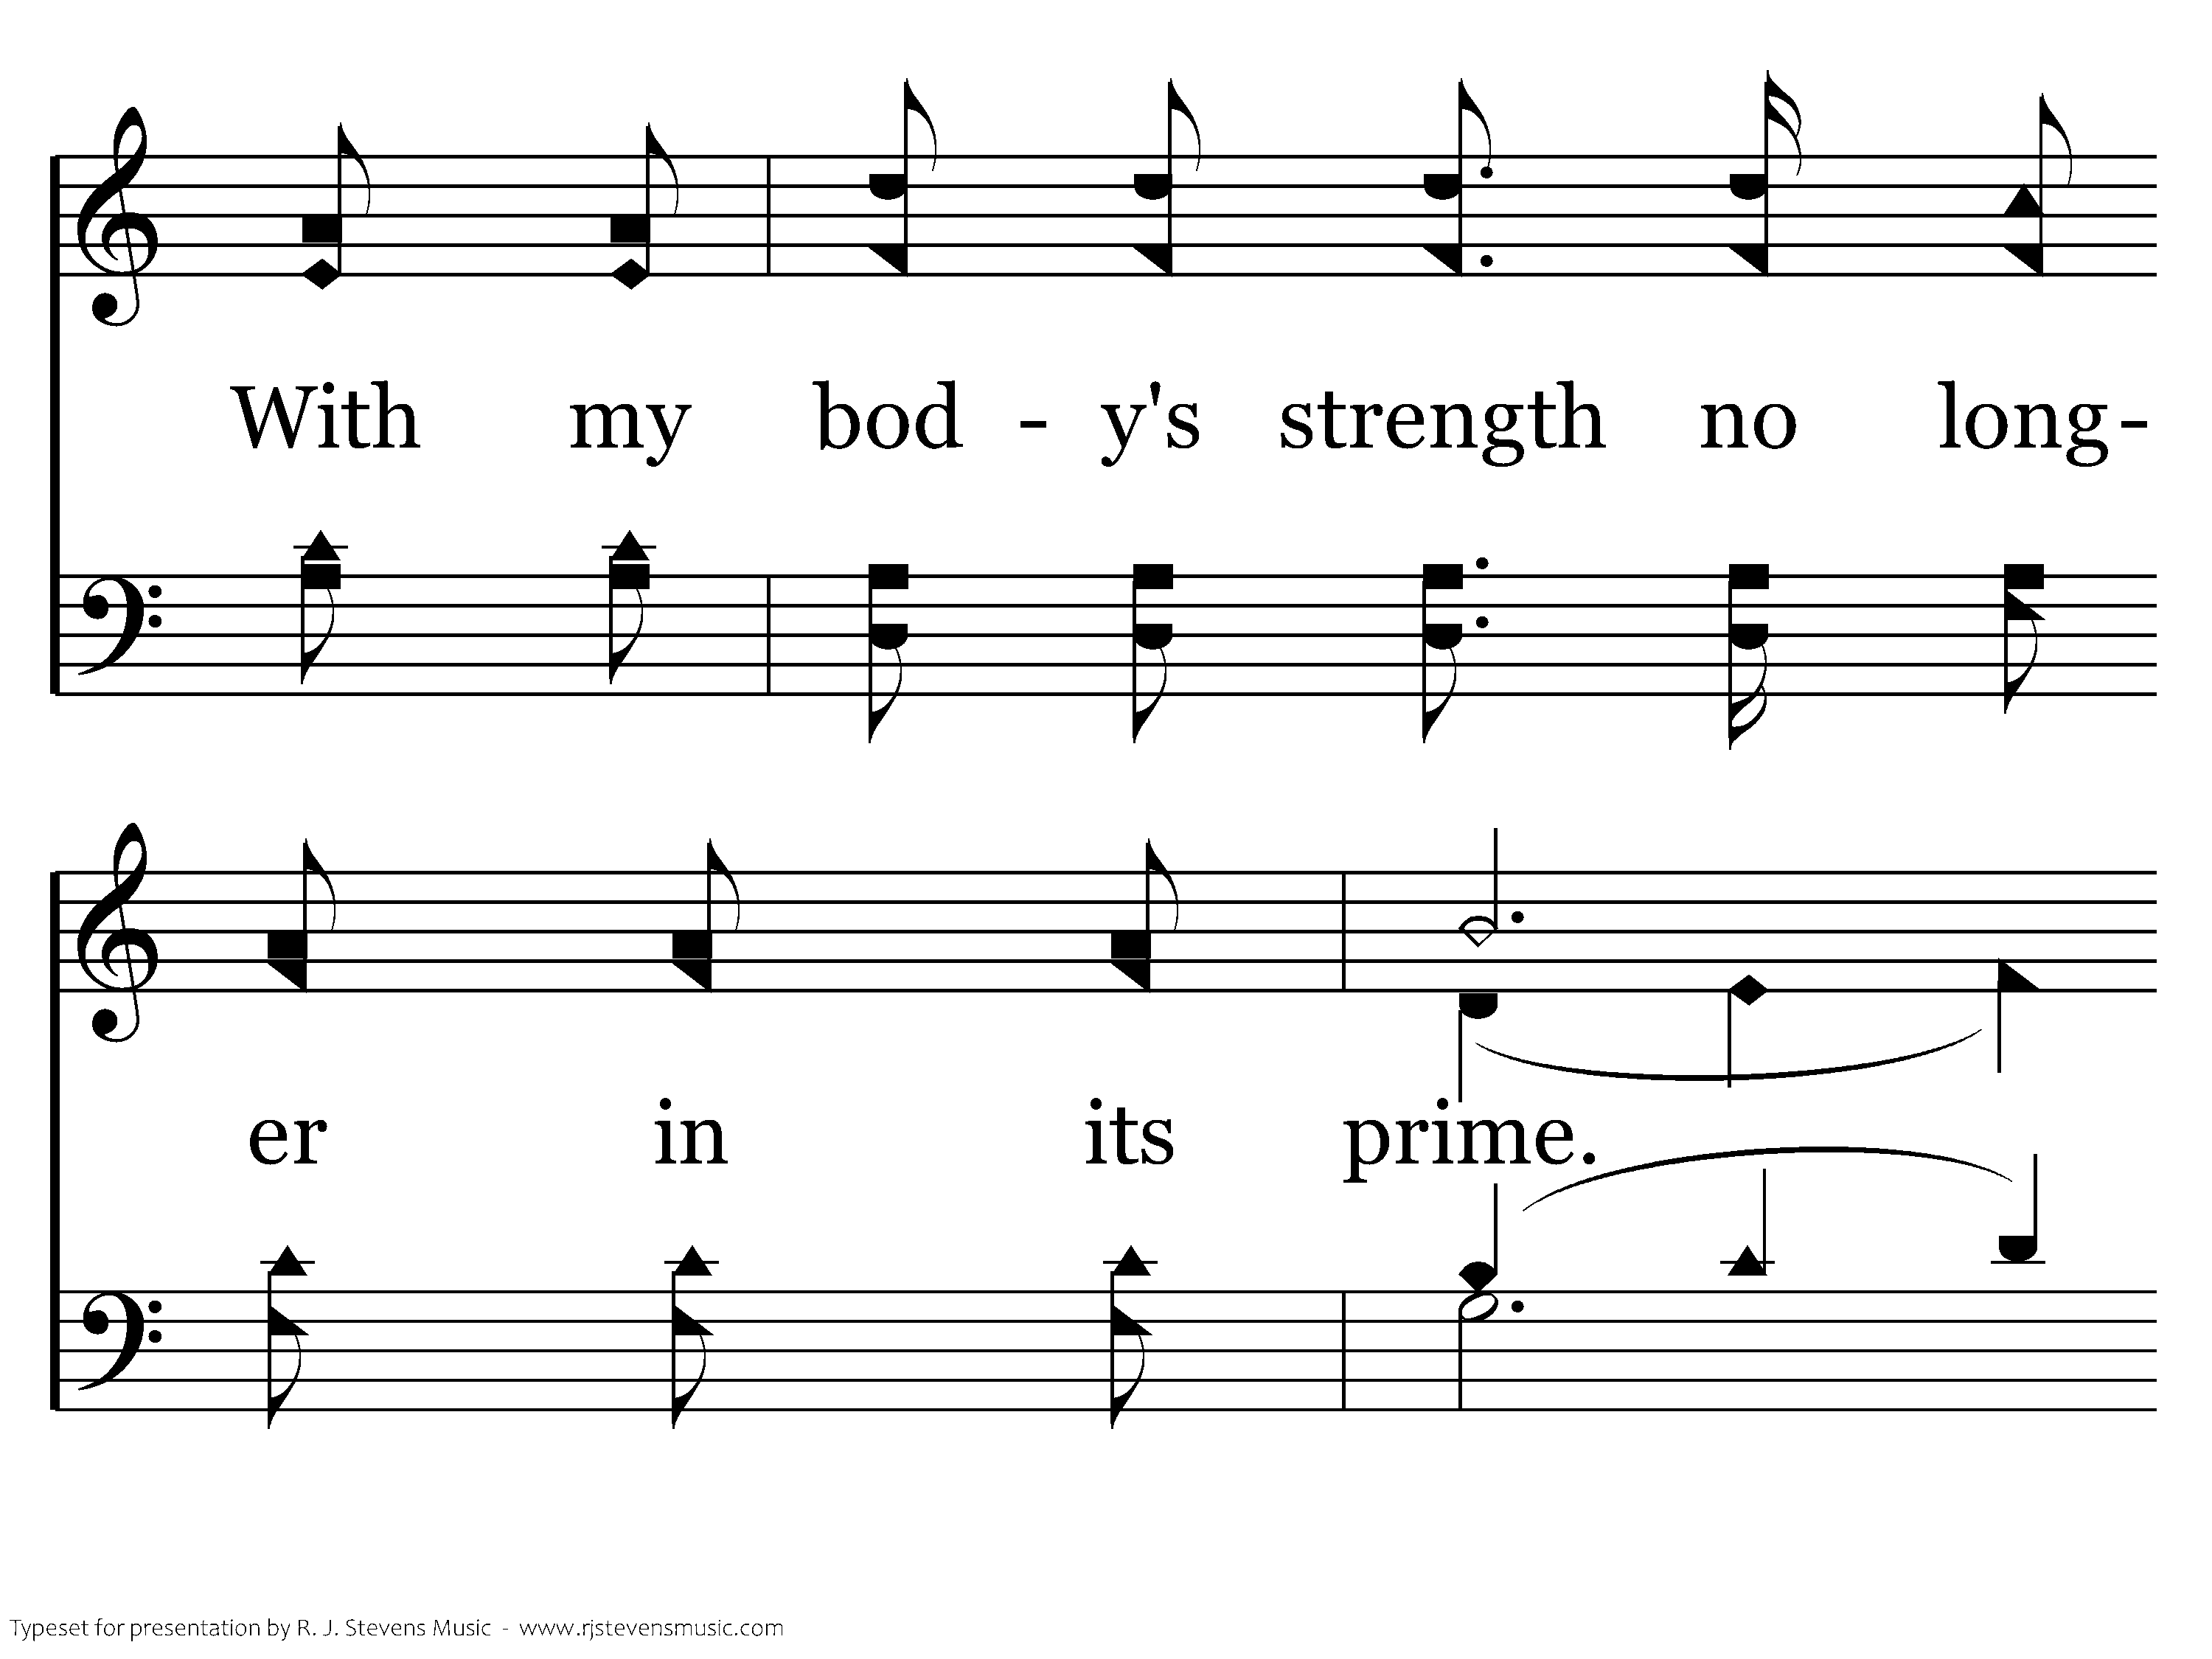 With my bod - y's strength no long-
er in its prime.
Typeset for presentation by R. J. Stevens Music - www.rjstevensmusic.com